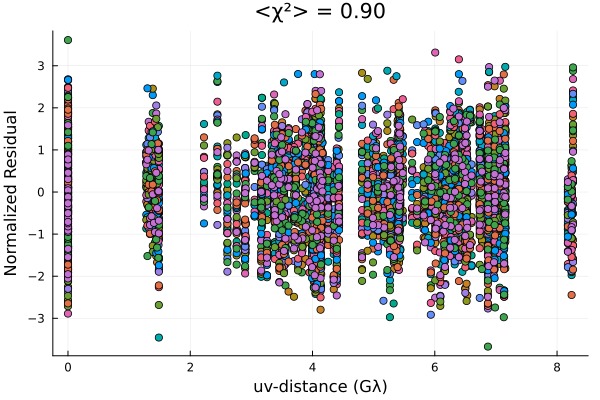 <χ²> = 0.90
Normalized Residual
3
2
1
0
−1
−2
−3
0 2 4 6 8
uv-distance (Gλ)